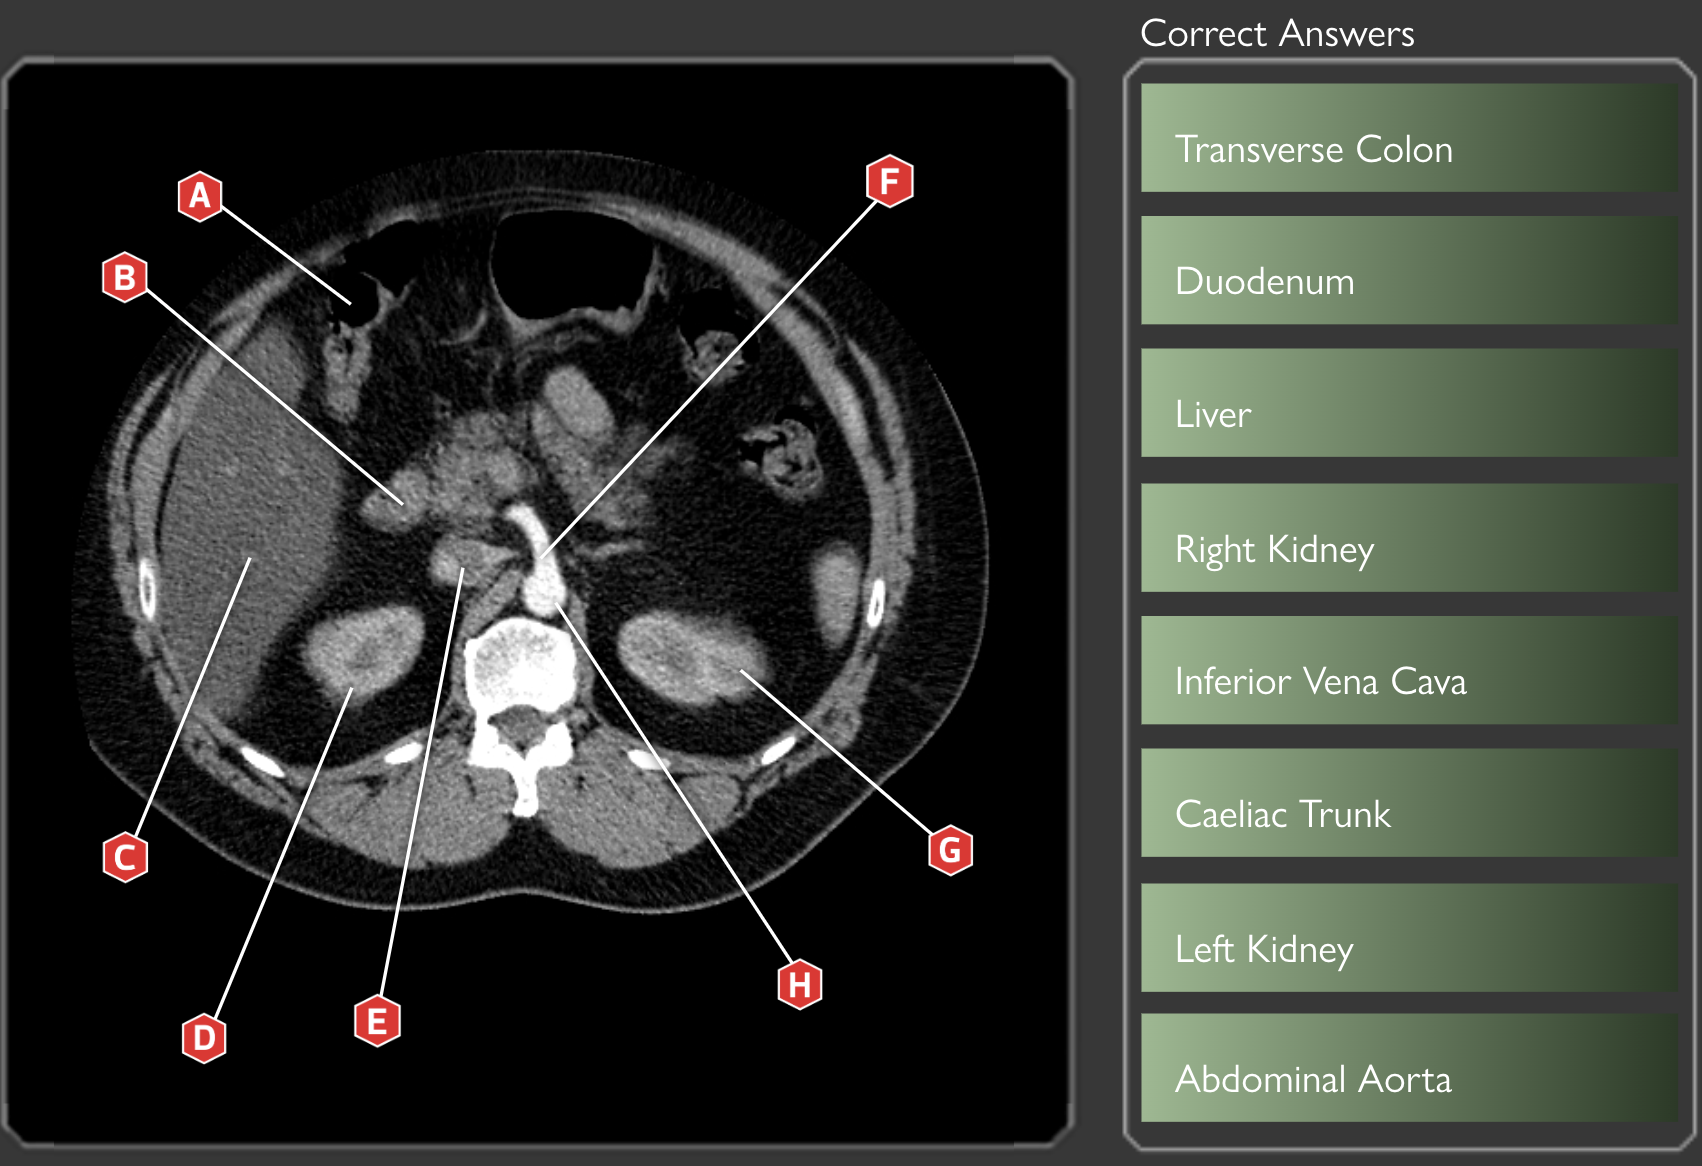 Correct Answers
A
F
B
Transverse Colon
Duodenum
Liver
Right Kidney
Inferior Vena Cava
Caeliac Trunk
Left Kidney
Abdominal Aorta
C
G
H
E
D